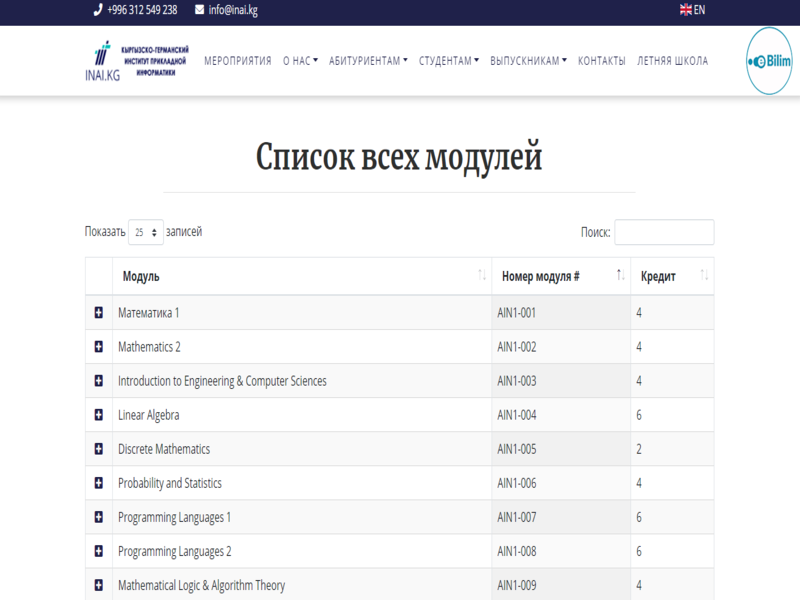 +996 312 549 238 info@inai.kg EN
INAI.KG КЫРГЫЗСКО-ГЕРМАНСКИЙ ИНСТИТУТ ПРИКЛАДНОЙ ИНФОРМАТИКИ
МЕРОПРИЯТИЯ О НАС АБИТУРИЕНТАМ СТУДЕНТАМ ВЫПУСКНИКАМ КОНТАКТЫ ЛЕТНЯЯ ШКОЛА
eBilim
Список всех модулей
Показать 25 записей Поиск:
Модуль Номер модуля # Кредит
Математика 1 AIN1-001 4
Mathematics 2 AIN1-002 4
Introduction to Engineering & Computer Sciences AIN1-003 4
Linear Algebra AIN1-004 6
Discrete Mathematics AIN1-005 2
Probability and Statistics AIN1-006 4
Programming Languages 1 AIN1-007 6
Programming Languages 2 AIN1-008 6
Mathematical Logic & Algorithm Theory AIN1-009 4